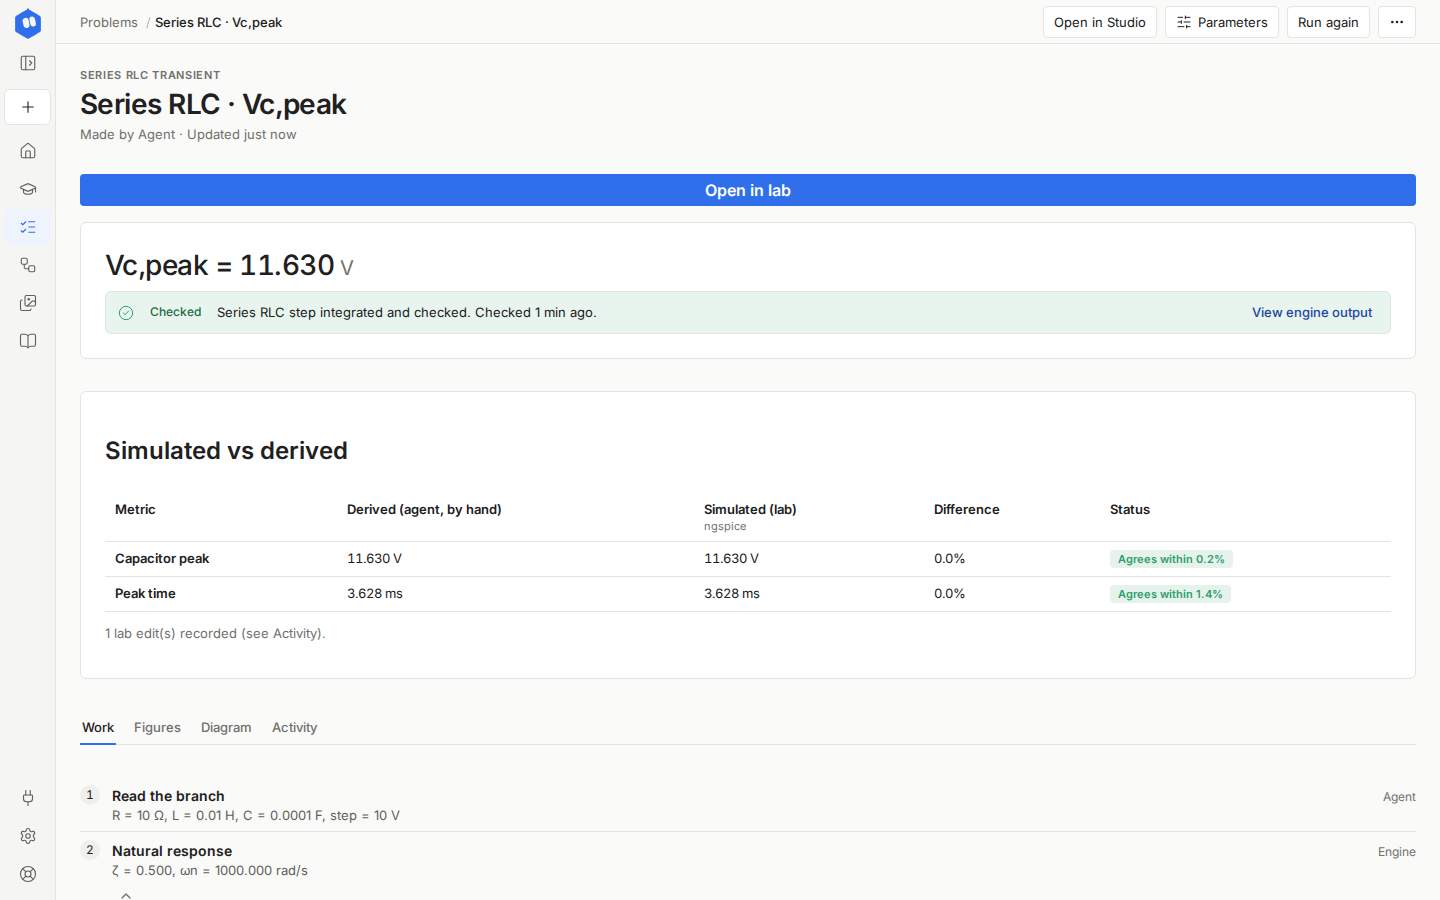 Problems / Series RLC · Vc,peak
Open in Studio
Parameters
Run again
SERIES RLC TRANSIENT
Series RLC · Vc,peak
Made by Agent · Updated just now
Open in lab
Vc,peak = 11.630 V
Checked Series RLC step integrated and checked. Checked 1 min ago. View engine output
Simulated vs derived
Metric Derived (agent, by hand) Simulated (lab) Difference Status
ngspice
Capacitor peak 11.630 V 11.630 V 0.0% Agrees within 0.2%
Peak time 3.628 ms 3.628 ms 0.0% Agrees within 1.4%
1 lab edit(s) recorded (see Activity).
Work Figures Diagram Activity
1 Read the branch Agent
R = 10 Ω, L = 0.01 H, C = 0.0001 F, step = 10 V
2 Natural response Engine
ζ = 0.500, ωn = 1000.000 rad/s